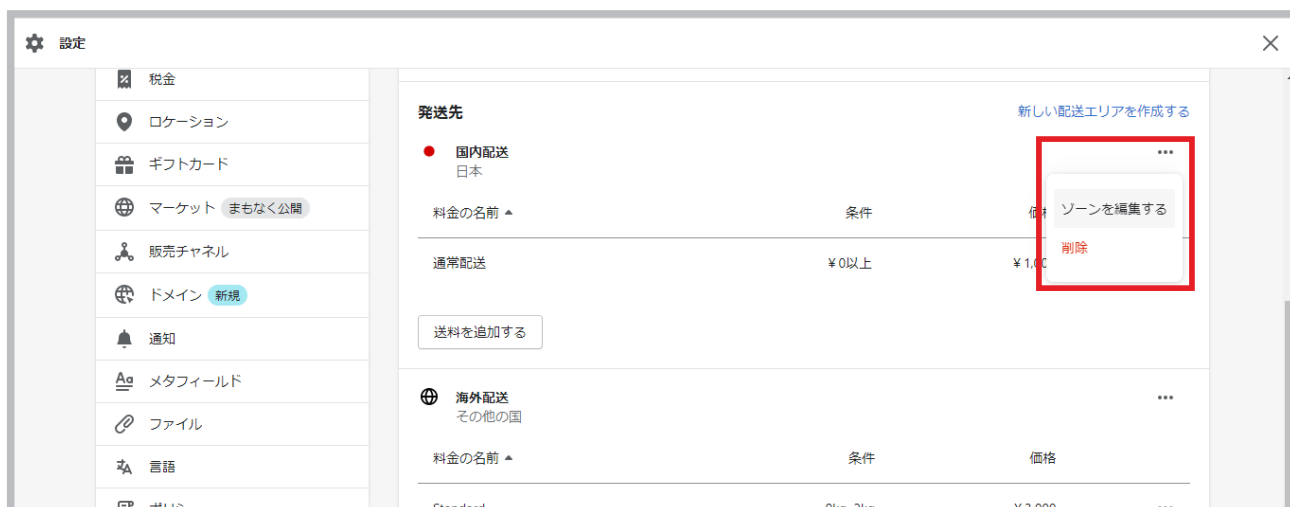 設定
税金
ロケーション
ギフトカード
マーケット まもなく公開
販売チャネル
ドメイン 新規
通知
メタフィールド
ファイル
言語
発送先
新しい配送エリアを作成する
国内配送
日本
料金の名前 条件
ゾーンを編集する
通常配送 ¥0以上
削除
送料を追加する
海外配送
その他の国
料金の名前 条件 価格